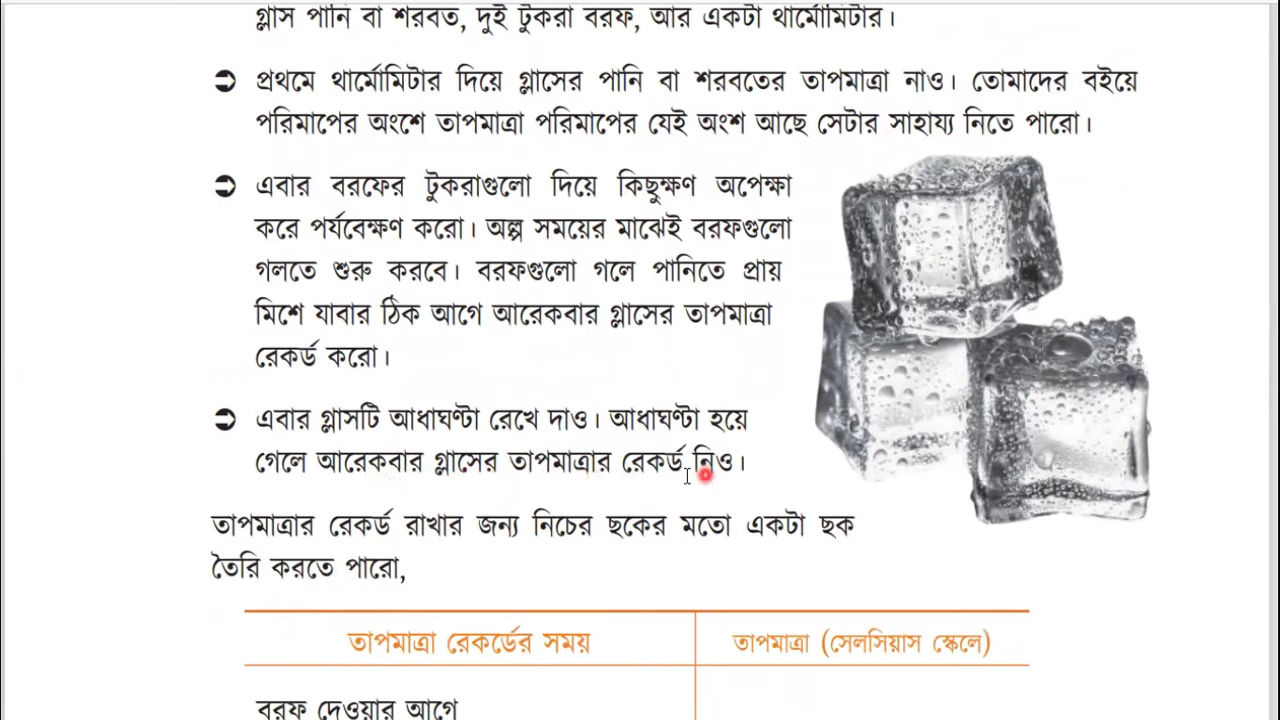 গ্লাস পানি বা শরবত, দুই টুকরা বরফ, আর একটা থার্মোমিটার।
➲ প্রথমে থার্মোমিটার দিয়ে গ্লাসের পানি বা শরবতের তাপমাত্রা নাও। তোমাদের বইয়ে
পরিমাপের অংশে তাপমাত্রা পরিমাপের যেই অংশ আছে সেটার সাহায্য নিতে পারো।
➲ এবার বরফের টুকরাগুলো দিয়ে কিছুক্ষণ অপেক্ষা
করে পর্যবেক্ষণ করো। অল্প সময়ের মাঝেই বরফগুলো
গলতে শুরু করবে। বরফগুলো গলে পানিতে প্রায়
মিশে যাবার ঠিক আগে আরেকবার গ্লাসের তাপমাত্রা
রেকর্ড করো।
➲ এবার গ্লাসটি আধাঘণ্টা রেখে দাও। আধাঘণ্টা হয়ে
গেলে আরেকবার গ্লাসের তাপমাত্রার রেকর্ড নিও।
তাপমাত্রার রেকর্ড রাখার জন্য নিচের ছকের মতো একটা ছক
তৈরি করতে পারো,
তাপমাত্রা রেকর্ডের সময়
তাপমাত্রা (সেলসিয়াস স্কেলে)
বরফ দেওয়ার আগে